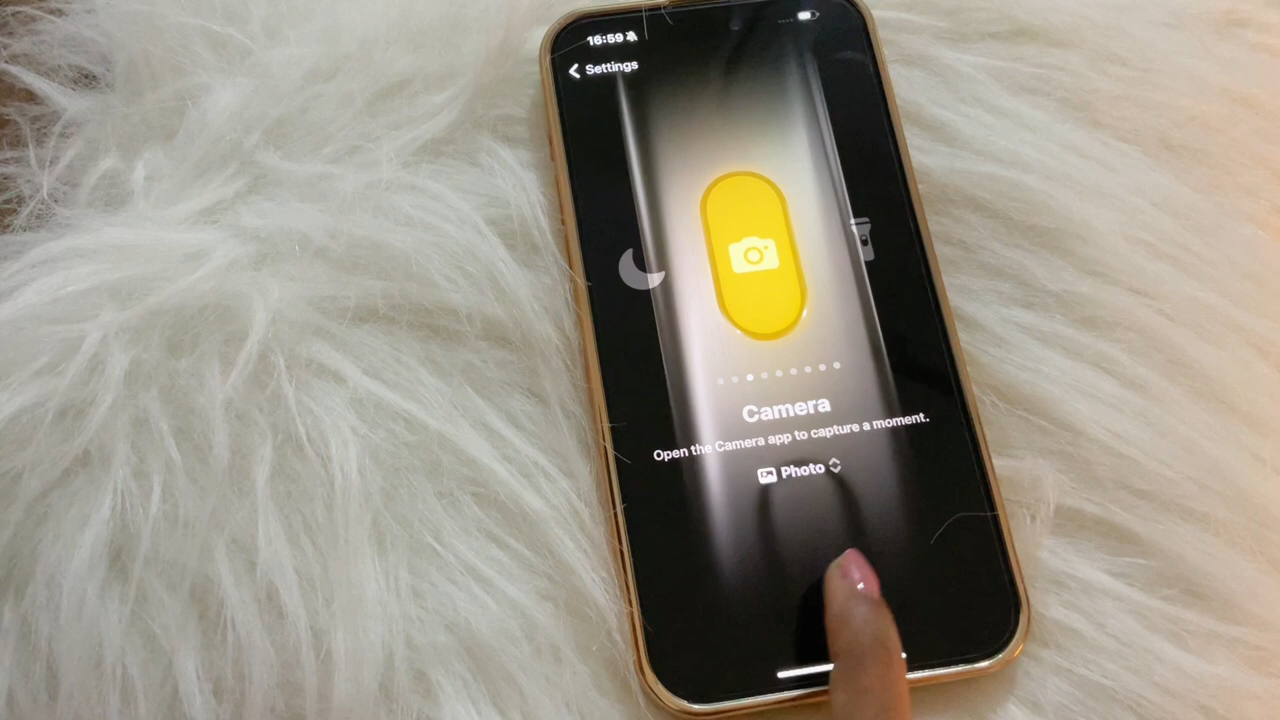 16:59
Settings
Camera
Open the Camera app to capture a moment.
Photo